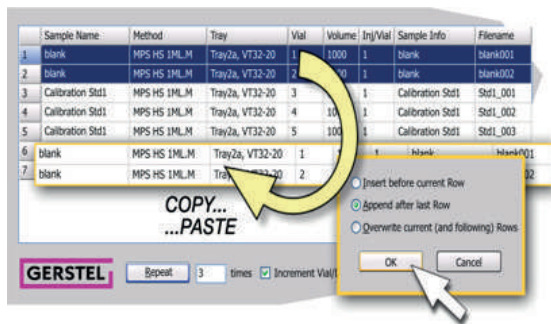 Sample Name Method Tray Vial Volume Inj/Vial Sample Info Filename
1 blank MPS HS 1ML.M Tray2a, VT32-20 1 1000 1 blank blank001
2 blank MPS HS 1ML.M Tray2a, VT32-20 2 1 blank blank002
3 Calibration Std1 MPS HS 1ML.M Tray2a, VT32-20 3 1 Calibration Std1 Std1_001
4 Calibration Std1 MPS HS 1ML.M Tray2a, VT32-20 4 1 Calibration Std1 Std1_002
5 Calibration Std1 MPS HS 1ML.M Tray2a, VT32-20 5 1 Calibration Std1 Std1_003
6 blank MPS HS 1ML.M Tray2a, VT32-20 1 1 blank
7 blank MPS HS 1ML.M VT32-20 2
Insert before current Row
Append after last Row
Overwrite current (and following) Rows
OK Cancel
COPY...
...PASTE
GERSTEL Repeat 3 times Increment